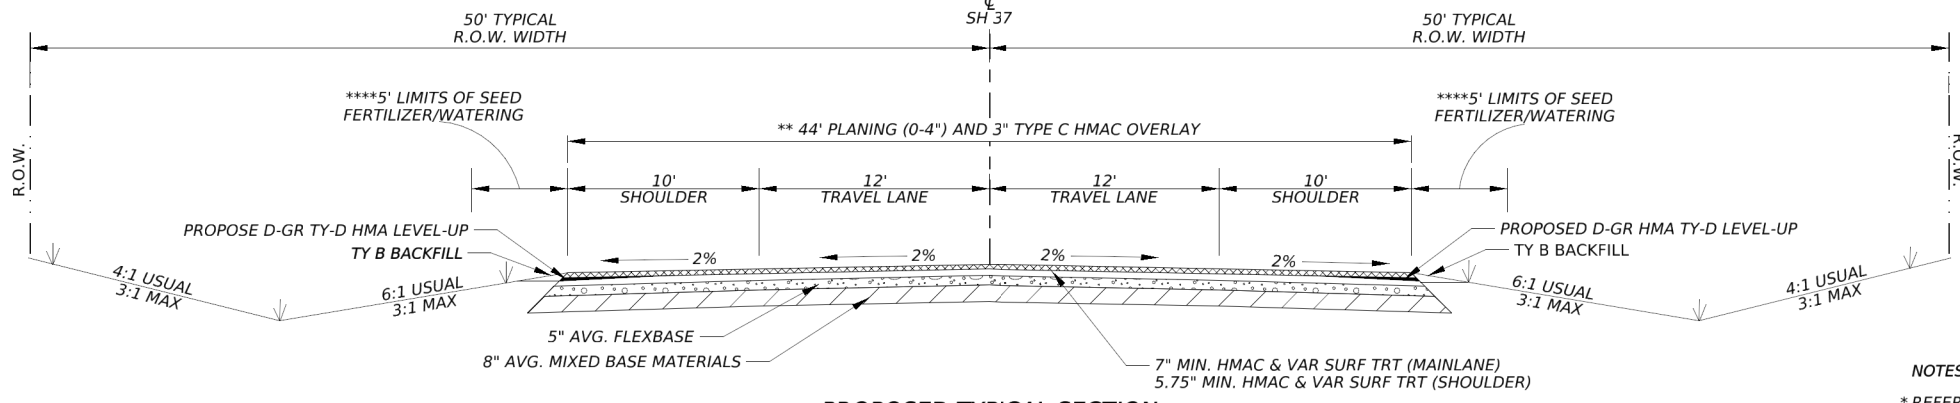 ℄
SH 37
50' TYPICAL
R.O.W. WIDTH
50' TYPICAL
R.O.W. WIDTH
****5' LIMITS OF SEED
FERTILIZER/WATERING
****5' LIMITS OF SEED
FERTILIZER/WATERING
** 44' PLANING (0-4") AND 3" TYPE C HMAC OVERLAY
R.O.W.
R.O.W.
10'
SHOULDER
12'
TRAVEL LANE
12'
TRAVEL LANE
10'
SHOULDER
PROPOSE D-GR TY-D HMA LEVEL-UP
TY B BACKFILL
PROPOSED D-GR HMA TY-D LEVEL-UP
TY B BACKFILL
2%
2%
2%
2%
4:1 USUAL
3:1 MAX
6:1 USUAL
3:1 MAX
6:1 USUAL
3:1 MAX
4:1 USUAL
3:1 MAX
5" AVG. FLEXBASE
8" AVG. MIXED BASE MATERIALS
7" MIN. HMAC & VAR SURF TRT (MAINLANE)
5.75" MIN. HMAC & VAR SURF TRT (SHOULDER)
PROPOSED TYPICAL SECTION
NOTES
* REFER